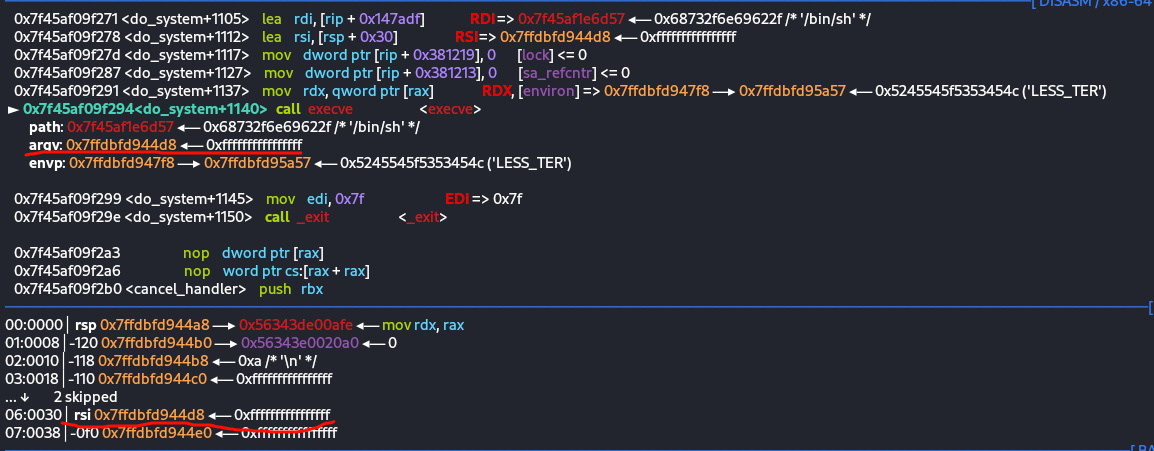 [ DISASM / x86-64
0x7f45af09f271 <do_system+1105> lea rdi, [rip + 0x147adf] RDI => 0x7f45af1e6d57 ◂— 0x68732f6e69622f /* '/bin/sh' */
0x7f45af09f278 <do_system+1112> lea rsi, [rsp + 0x30] RSI => 0x7ffdbfd944d8 ◂— 0xffffffffffffffff
0x7f45af09f27d <do_system+1117> mov dword ptr [rip + 0x381219], 0 [lock] <= 0
0x7f45af09f287 <do_system+1127> mov dword ptr [rip + 0x381213], 0 [sa_refcntr] <= 0
0x7f45af09f291 <do_system+1137> mov rdx, qword ptr [rax] RDX, [environ] => 0x7ffdbfd947f8 —▸ 0x7ffdbfd95a57 ◂— 0x5245545f5353454c ('LESS_TER')
► 0x7f45af09f294<do_system+1140> call execve <execve>
path: 0x7f45af1e6d57 ◂— 0x68732f6e69622f /* '/bin/sh' */
argv: 0x7ffdbfd944d8 ◂— 0xffffffffffffffff
envp: 0x7ffdbfd947f8 —▸ 0x7ffdbfd95a57 ◂— 0x5245545f5353454c ('LESS_TER')
0x7f45af09f299 <do_system+1145> mov edi, 0x7f EDI => 0x7f
0x7f45af09f29e <do_system+1150> call _exit <_exit>
0x7f45af09f2a3 nop dword ptr [rax]
0x7f45af09f2a6 nop word ptr cs:[rax + rax]
0x7f45af09f2b0 <cancel_handler> push rbx
00:0000│ rsp 0x7ffdbfd944a8 —▸ 0x56343de00afe ◂— mov rdx, rax
01:0008│ -120 0x7ffdbfd944b0 —▸ 0x56343e0020a0 ◂— 0
02:0010│ -118 0x7ffdbfd944b8 ◂— 0xa /* '\n' */
03:0018│ -110 0x7ffdbfd944c0 ◂— 0xffffffffffffffff
... ↓ 2 skipped
06:0030│ rsi 0x7ffdbfd944d8 ◂— 0xffffffffffffffff
07:0038│ -0f0 0x7ffdbfd944e0 ◂— 0xffffffffffffffff